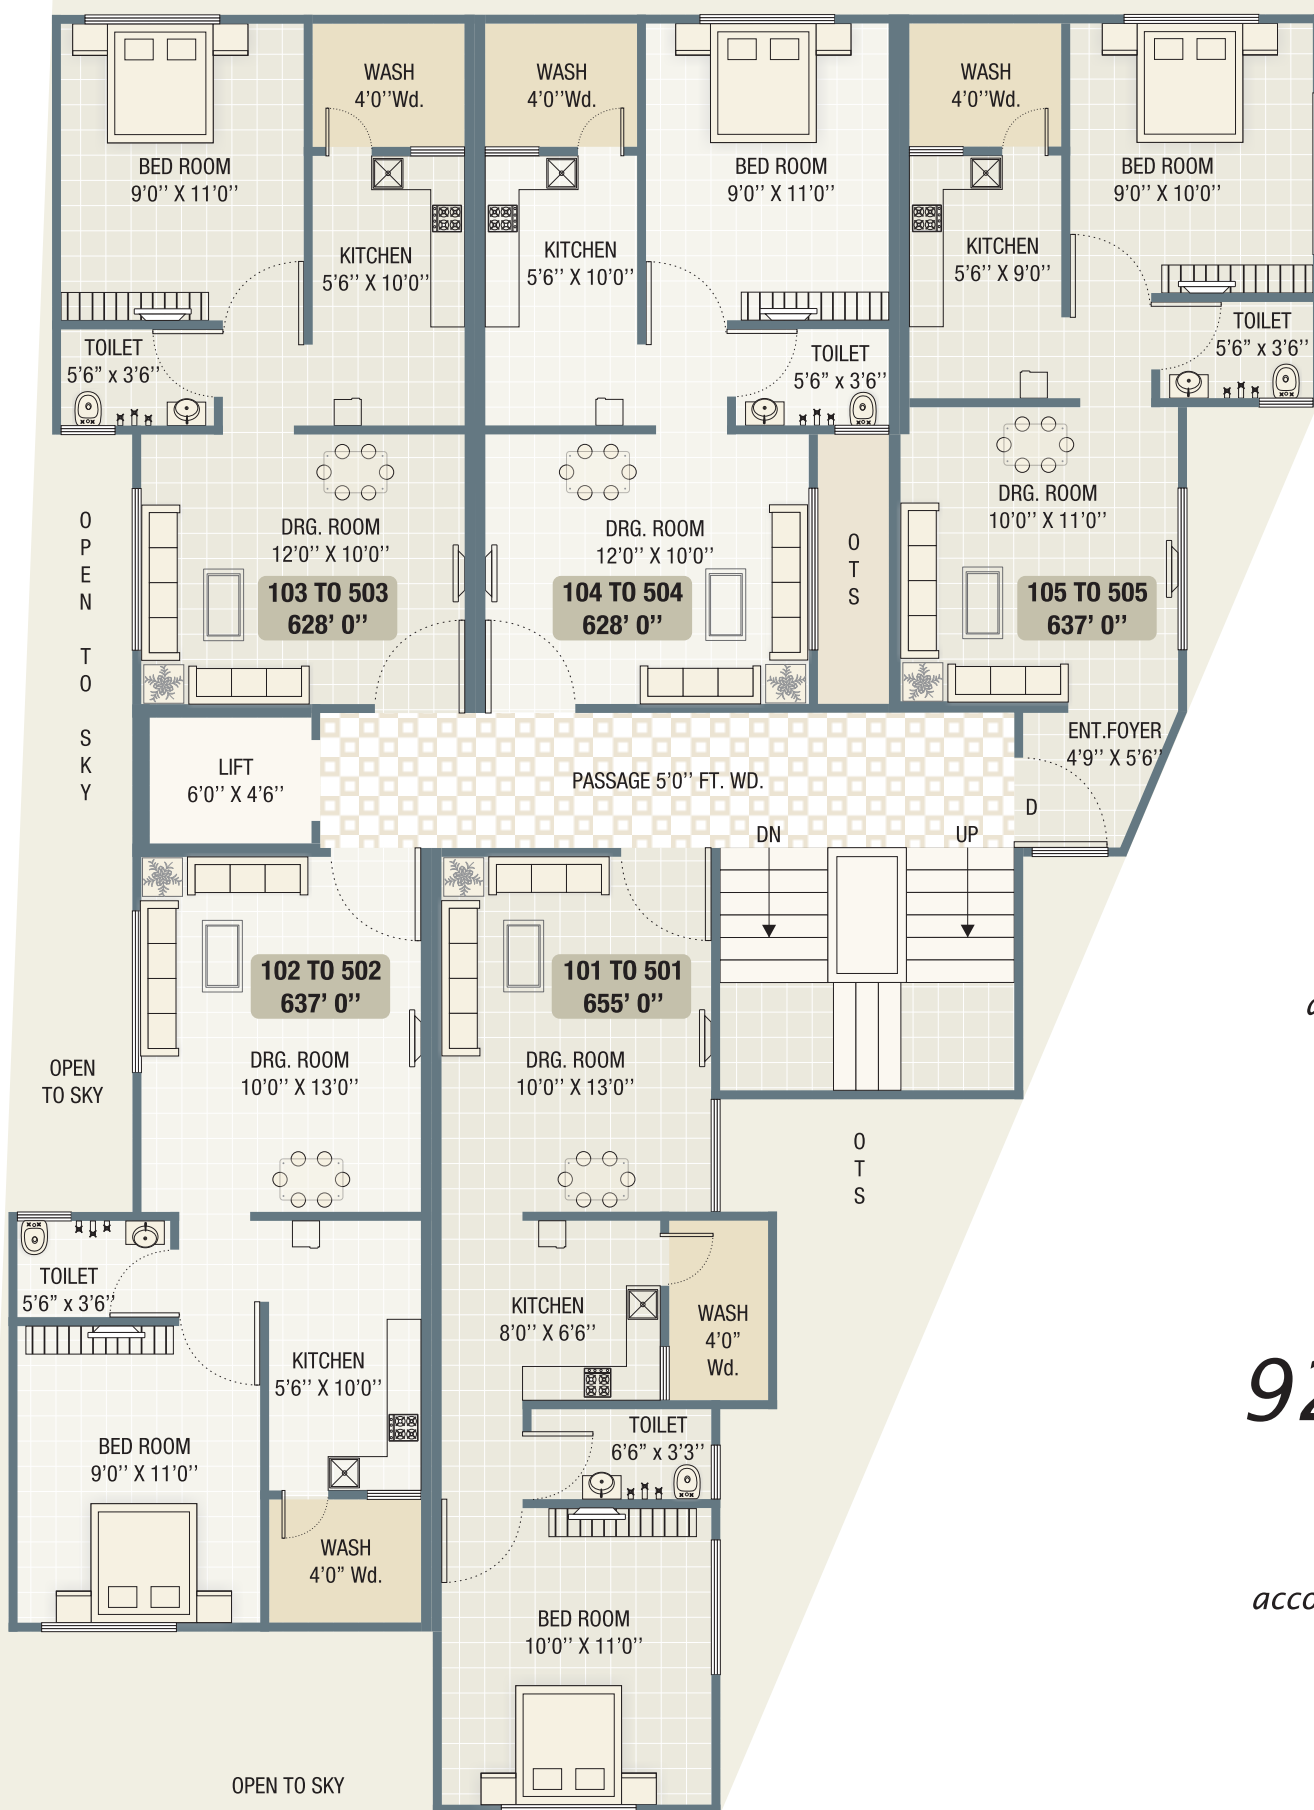 WASH
4'0''Wd.
WASH
4'0''Wd.
WASH
4'0''Wd.
BED ROOM
9'0'' X 11'0''
BED ROOM
9'0'' X 11'0''
BED ROOM
9'0'' X 10'0''
KITCHEN
5'6'' X 10'0''
KITCHEN
5'6'' X 10'0''
KITCHEN
5'6'' X 9'0''
TOILET
5'6" x 3'6''
TOILET
5'6" x 3'6''
TOILET
5'6" x 3'6''
DRG. ROOM
12'0'' X 10'0''
103 TO 503
628' 0''
DRG. ROOM
12'0'' X 10'0''
104 TO 504
628' 0''
O
T
S
DRG. ROOM
10'0'' X 11'0''
105 TO 505
637' 0''
O
P
E
N
T
O
S
K
Y
LIFT
6'0'' X 4'6''
PASSAGE 5'0'' FT. WD.
ENT.FOYER
4'9'' X 5'6''
D
DN
UP
102 TO 502
637' 0''
DRG. ROOM
10'0'' X 13'0''
101 TO 501
655' 0''
DRG. ROOM
10'0'' X 13'0''
OPEN
TO SKY
O
T
S
TOILET
5'6" x 3'6''
KITCHEN
5'6'' X 10'0''
KITCHEN
8'0'' X 6'6''
WASH
4'0"
Wd.
TOILET
6'6" x 3'3''
BED ROOM
9'0'' X 11'0''
WASH
4'0" Wd.
BED ROOM
10'0'' X 11'0''
OPEN TO SKY
acco